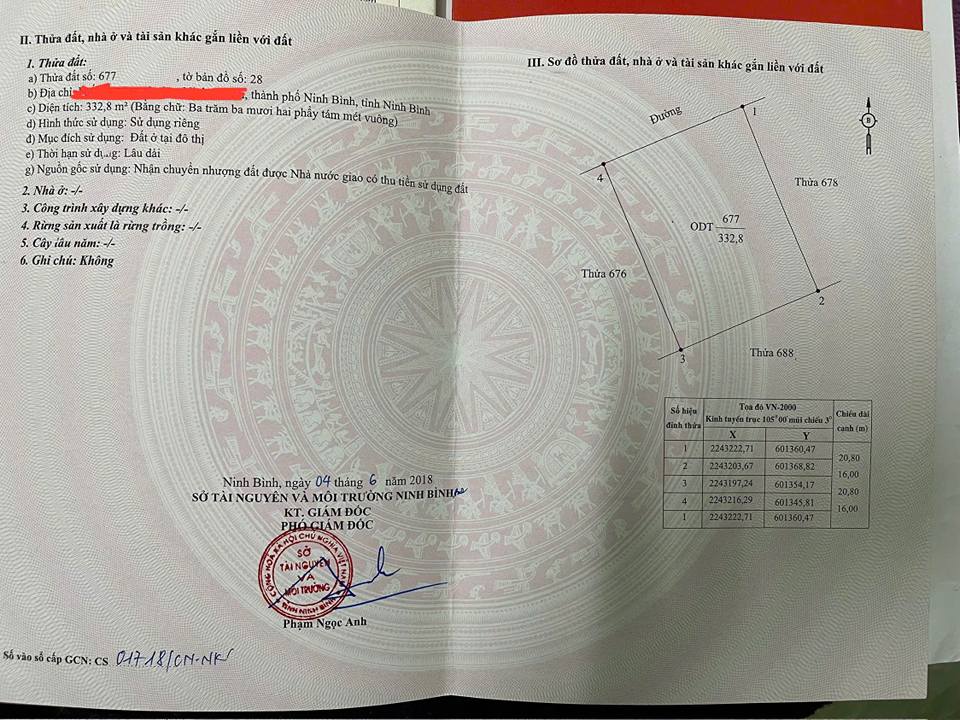 II. Thửa đất, nhà ở và tài sản khác gắn liền với đất
1. Thửa đất:
a) Thửa đất số: 677 , tờ bản đồ số: 28
b) Địa chỉ , thành phố Ninh Bình, tỉnh Ninh Bình
c) Diện tích: 332,8 m² (Bằng chữ: Ba trăm ba mươi hai phẩy tám mét vuông)
d) Hình thức sử dụng: Sử dụng riêng
đ) Mục đích sử dụng: Đất ở tại đô thị
e) Thời hạn sử dụng: Lâu dài
g) Nguồn gốc sử dụng: Nhận chuyển nhượng đất được Nhà nước giao có thu tiền sử dụng đất
2. Nhà ở: -/-
3. Công trình xây dựng khác: -/-
4. Rừng sản xuất là rừng trồng: -/-
5. Cây lâu năm: -/-
6. Ghi chú: Không
Ninh Bình, ngày 04 tháng 6 năm 2018
SỞ TÀI NGUYÊN VÀ MÔI TRƯỜNG NINH BÌNH
KT. GIÁM ĐỐC
PHÓ GIÁM ĐỐC
CỘNG HOÀ XÃ HỘI CHỦ NGHĨA VIỆT NAM
SỞ
TÀI NGUYÊN
VÀ
MÔI TRƯỜNG
TỈNH NINH BÌNH
Phạm Ngọc Anh
Số vào sổ cấp GCN: CS 01718/CN-NK
III. Sơ đồ thửa đất, nhà ở và tài sản khác gắn liền với đất
Đường
1
B
4
Thửa 678
ODT 677
332,8
Thửa 676
2
3
Thửa 688
Số hiệu đỉnh thửa Tọa độ VN-2000 Kinh tuyến trục 105°00' múi chiếu 3° Chiều dài cạnh (m)
X Y
1 2243222,71 601360,47
20,80
2 2243203,67 601368,82
16,00
3 2243197,24 601354,17
20,80
4 2243216,29 601345,81
16,00
1 2243222,71 601360,47